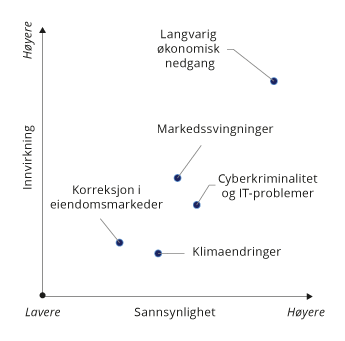 Høyere
Innvirkning
Langvarig
økonomisk
nedgang
Markedssvingninger
Cyberkriminalitet
og IT-problemer
Korreksjon i
eiendomsmarkeder
Klimaendringer
Lavere
Sannsynlighet
Høyere